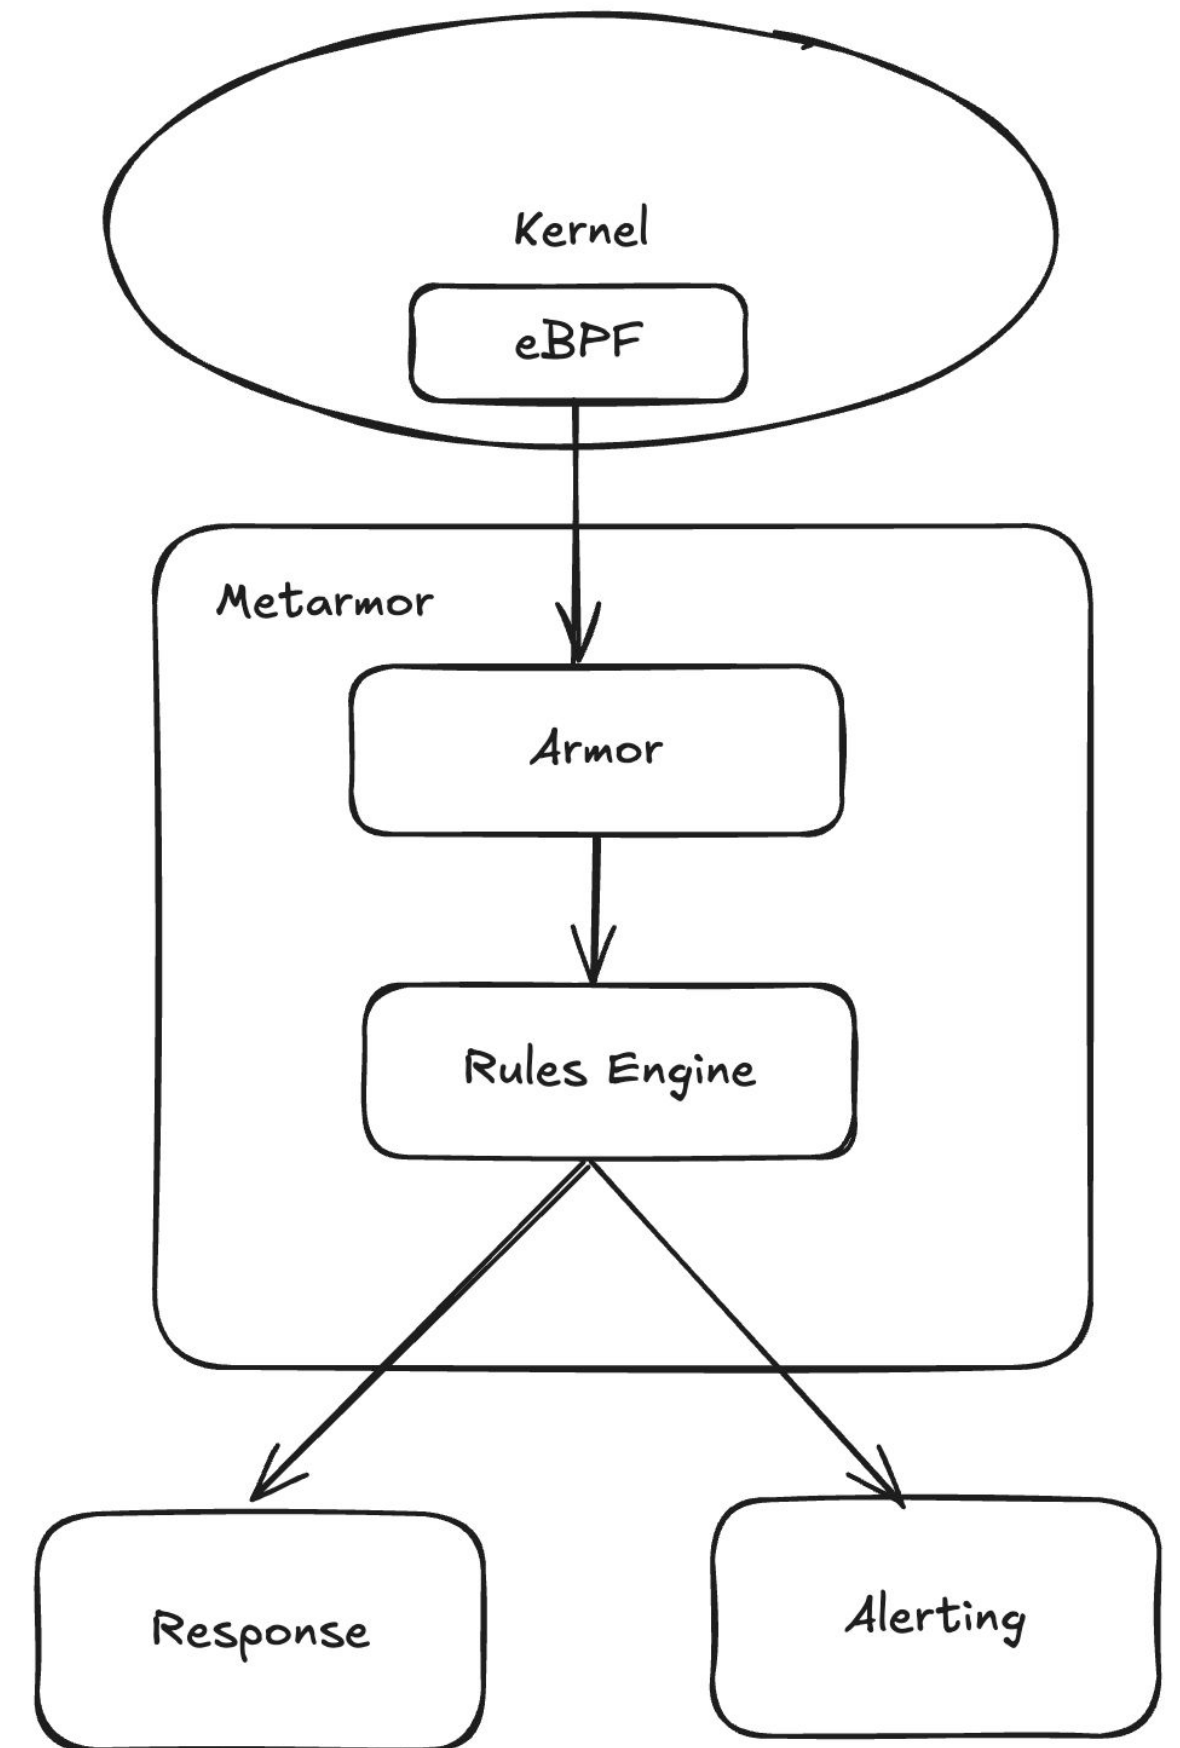 Kernel
eBPF
Metarmor
Armor
Rules Engine
Response
Alerting